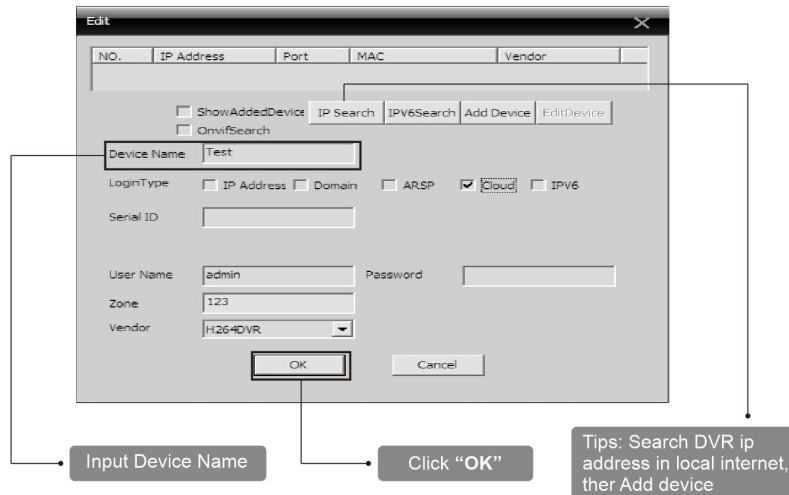 Edit
NO. IP Address Port MAC Vendor
ShowAddedDevice IP Search IPV6Search Add Device EditDevice
OnvifSearch
Device Name Test
LoginType IP Address Domain ARSP Cloud IPV6
Serial ID
User Name admin Password
Zone 123
Vendor H264DVR
OK Cancel
Input Device Name
Click “OK”
Tips: Search DVR ip
address in local internet,
ther Add device